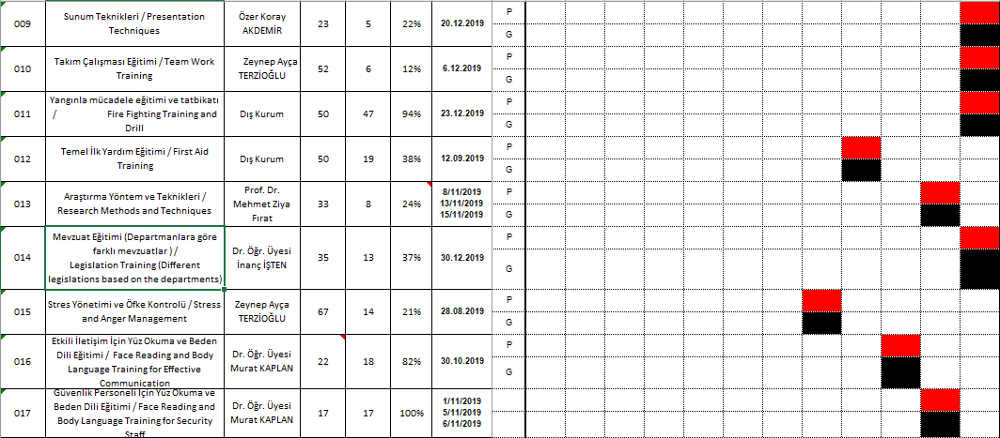 009
Sunum Teknikleri / Presentation
Techniques
Özer Koray
AKDEMİR
23
5
22%
20.12.2019
P
G
010
Takım Çalışması Eğitimi / Team Work
Training
Zeynep Ayça
TERZİOĞLU
52
6
12%
6.12.2019
P
G
011
Yangınla mücadele eğitimi ve tatbikatı
/ Fire Fighting Training and
Drill
Dış Kurum
50
47
94%
23.12.2019
P
G
012
Temel İlk Yardım Eğitimi / First Aid
Training
Dış Kurum
50
19
38%
12.09.2019
P
G
013
Araştırma Yöntem ve Teknikleri /
Research Methods and Techniques
Prof. Dr.
Mehmet Ziya
Fırat
33
8
24%
8/11/2019
13/11/2019
15/11/2019
P
G
014
Mevzuat Eğitimi (Departmanlara göre
farklı mevzuatlar ) /
Legislation Training (Different
legislations based on the departments)
Dr. Öğr. Üyesi
İnanç İŞTEN
35
13
37%
30.12.2019
P
G
015
Stres Yönetimi ve Öfke Kontrolü / Stress
and Anger Management
Zeynep Ayça
TERZİOĞLU
67
14
21%
28.08.2019
P
G
016
Etkili İletişim İçin Yüz Okuma ve Beden
Dili Eğitimi / Face Reading and Body
Language Training for Effective
Communication
Dr. Öğr. Üyesi
Murat KAPLAN
22
18
82%
30.10.2019
P
G
017
Güvenlik Personeli İçin Yüz Okuma ve
Beden Dili Eğitimi / Face Reading and
Body Language Training for Security
Staff
Dr. Öğr. Üyesi
Murat KAPLAN
17
17
100%
1/11/2019
5/11/2019
6/11/2019